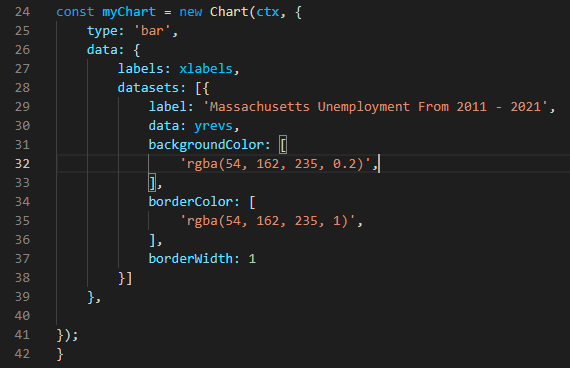 24 const myChart = new Chart(ctx, {
25     type: 'bar',
26     data: {
27         labels: xlabels,
28         datasets: [{
29             label: 'Massachusetts Unemployment From 2011 - 2021',
30             data: yrevs,
31             backgroundColor: [
32                 'rgba(54, 162, 235, 0.2)',
33             ],
34             borderColor: [
35                 'rgba(54, 162, 235, 1)',
36             ],
37             borderWidth: 1
38         }]
39     },
40
41 });
42 }